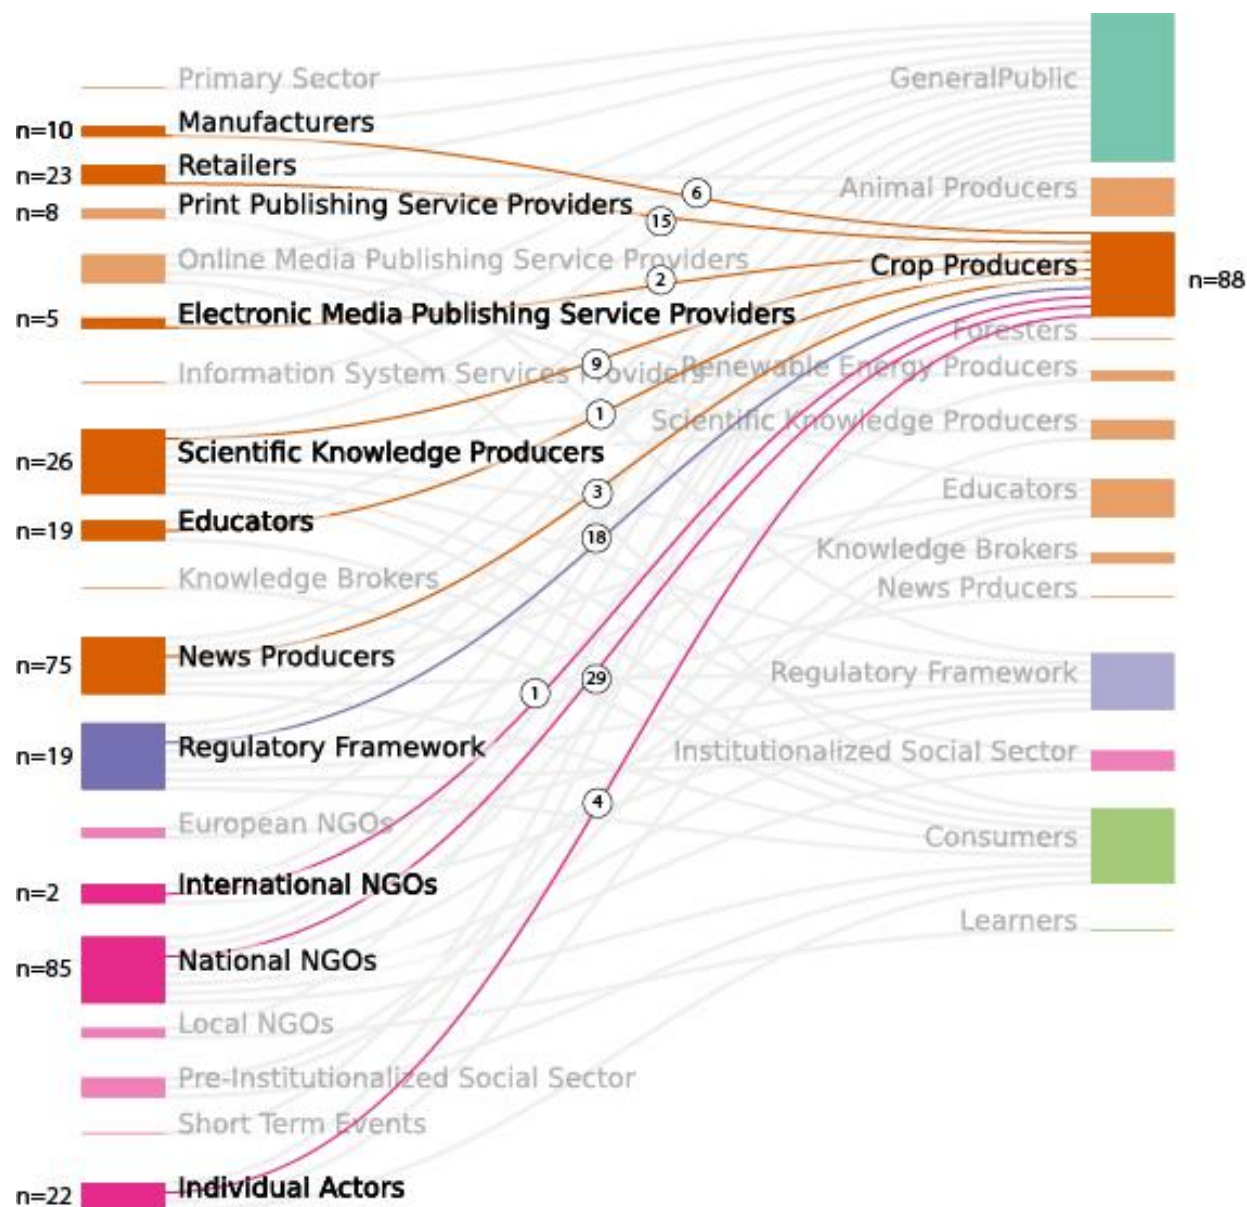 Primary Sector
n=10 Manufacturers
n=23 Retailers
n=8 Print Publishing Service Providers
Online Media Publishing Service Providers
n=5 Electronic Media Publishing Service Providers
Information System Services Providers
n=26 Scientific Knowledge Producers
n=19 Educators
Knowledge Brokers
n=75 News Producers
n=19 Regulatory Framework
European NGOs
n=2 International NGOs
n=85 National NGOs
Local NGOs
Pre-Institutionalized Social Sector
Short Term Events
n=22 Individual Actors
6
15
2
9
1
3
18
1
29
4
GeneralPublic
Animal Producers
Crop Producers n=88
Foresters
Renewable Energy Producers
Scientific Knowledge Producers
Educators
Knowledge Brokers
News Prducers
Regulatory Framework
Institutionalized Social Sector
Consumers
Learners